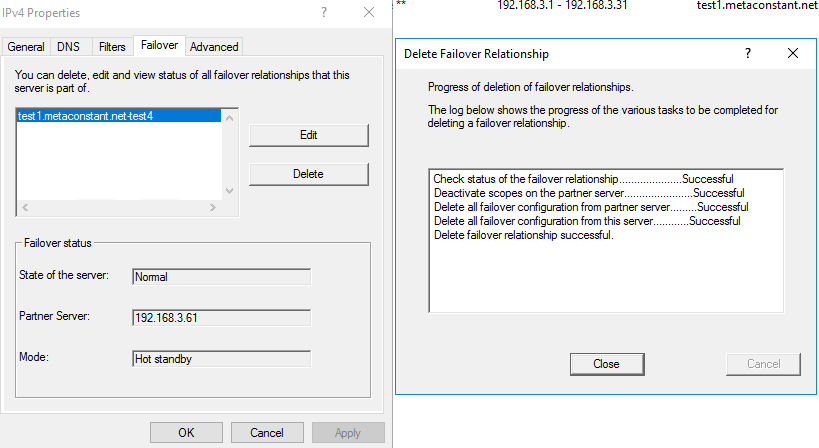 IPv4 Properties
General DNS Filters Failover Advanced
You can delete, edit and view status of all failover relationships that this
server is part of.
test1.metaconstant.net-test4
Edit
Delete
Failover status
State of the server: Normal
Partner Server: 192.168.3.61
Mode: Hot standby
OK Cancel Apply
** 192.168.3.1 - 192.168.3.31 test1.metaconstant.net
Delete Failover Relationship
Progress of deletion of failover relationships.
The log below shows the progress of the various tasks to be completed for
deleting a failover relationship.
Check status of the failover relationship.....................Successful
Deactivate scopes on the partner server.......................Successful
Delete all failover configuration from partner server.........Successful
Delete all failover configuration from this server............Successful
Delete failover relationship successful.
Close Cancel